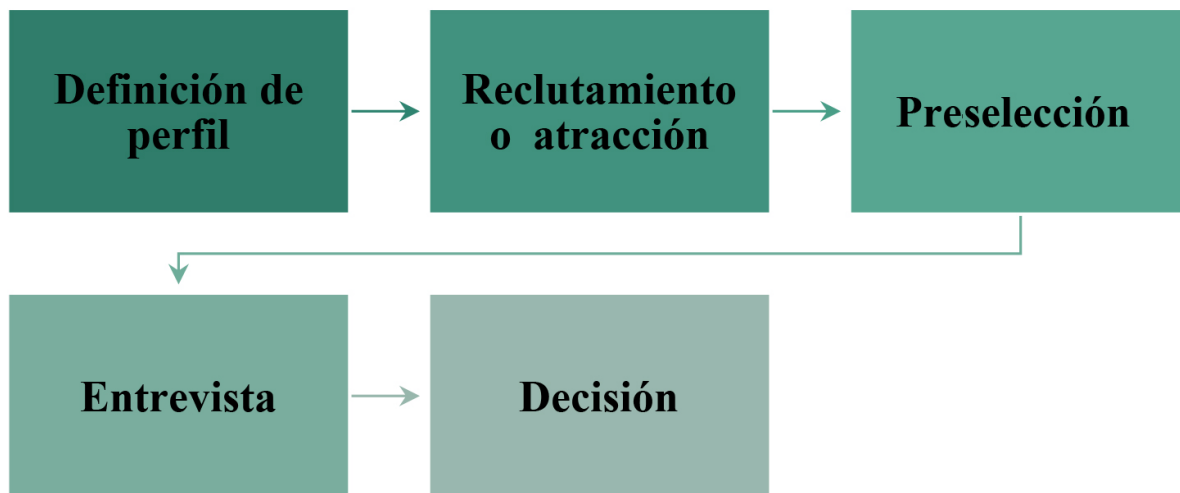 Definición de
perfil
Reclutamiento
o atracción
Preselección
Entrevista
Decisión